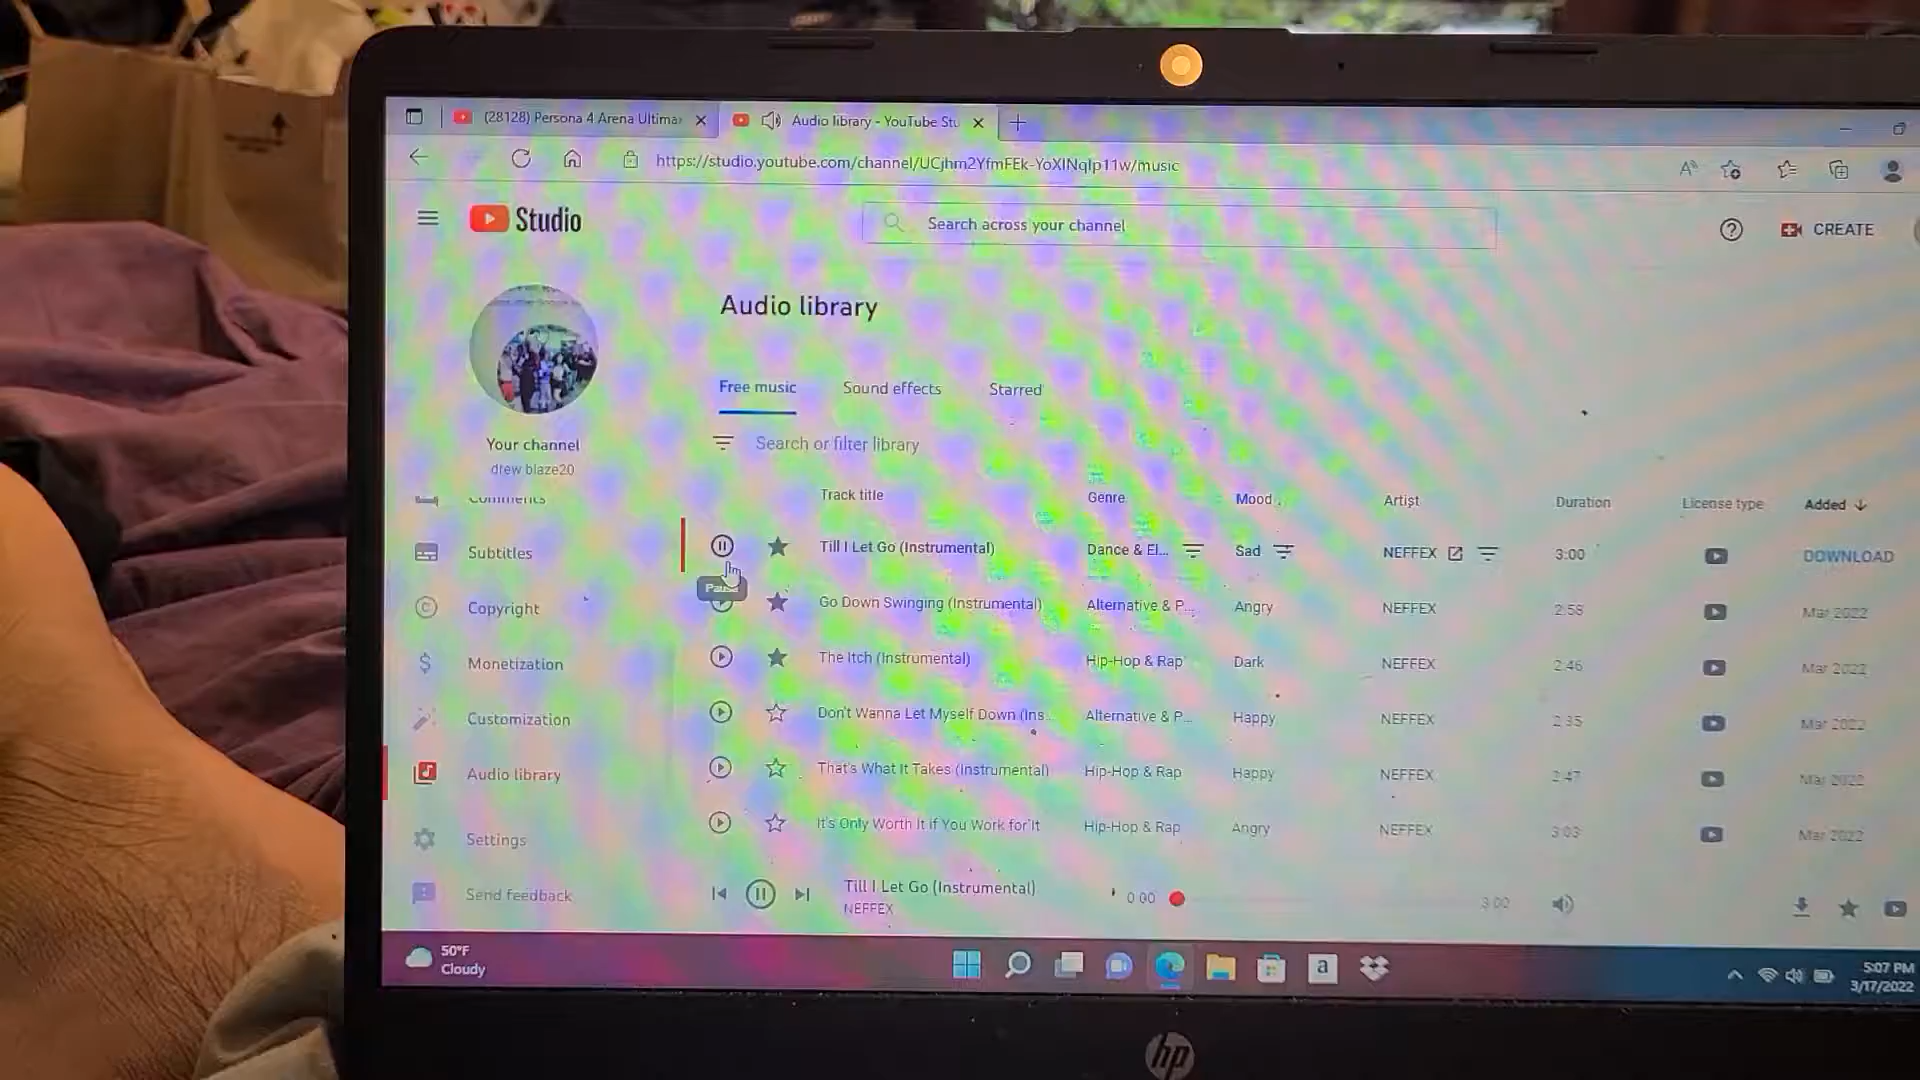 (28128) Persona 4 Arena Ultima
Audio library - YouTube Stu
https://studio.youtube.com/channel/UCjhm2YfmFEk-YoXINqIp11w/music
Studio
Search across your channel
CREATE
Audio library
Free music Sound effects Starred
Your channel
drew blaze20
Search or filter library
Comments
Subtitles
Copyright
Monetization
Customization
Audio library
Settings
Send feedback
Track title Genre Mood Artist Duration License type Added
Till I Let Go (Instrumental) Dance & El... Sad NEFFEX 3:00 DOWNLOAD
Pause
Go Down Swinging (Instrumental) Alternative & P... Angry NEFFEX 2:58 Mar 2022
The Itch (Instrumental) Hip-Hop & Rap Dark NEFFEX 2:46 Mar 2022
Don't Wanna Let Myself Down (Ins... Alternative & P... Happy NEFFEX 2:35 Mar 2022
That's What It Takes (Instrumental) Hip-Hop & Rap Happy NEFFEX 2:47 Mar 2022
It's Only Worth It if You Work for It Hip-Hop & Rap Angry NEFFEX 3:03 Mar 2022
Till I Let Go (Instrumental)
NEFFEX
0:00 3:00
50°F
Cloudy
5:07 PM
3/17/2022
hp